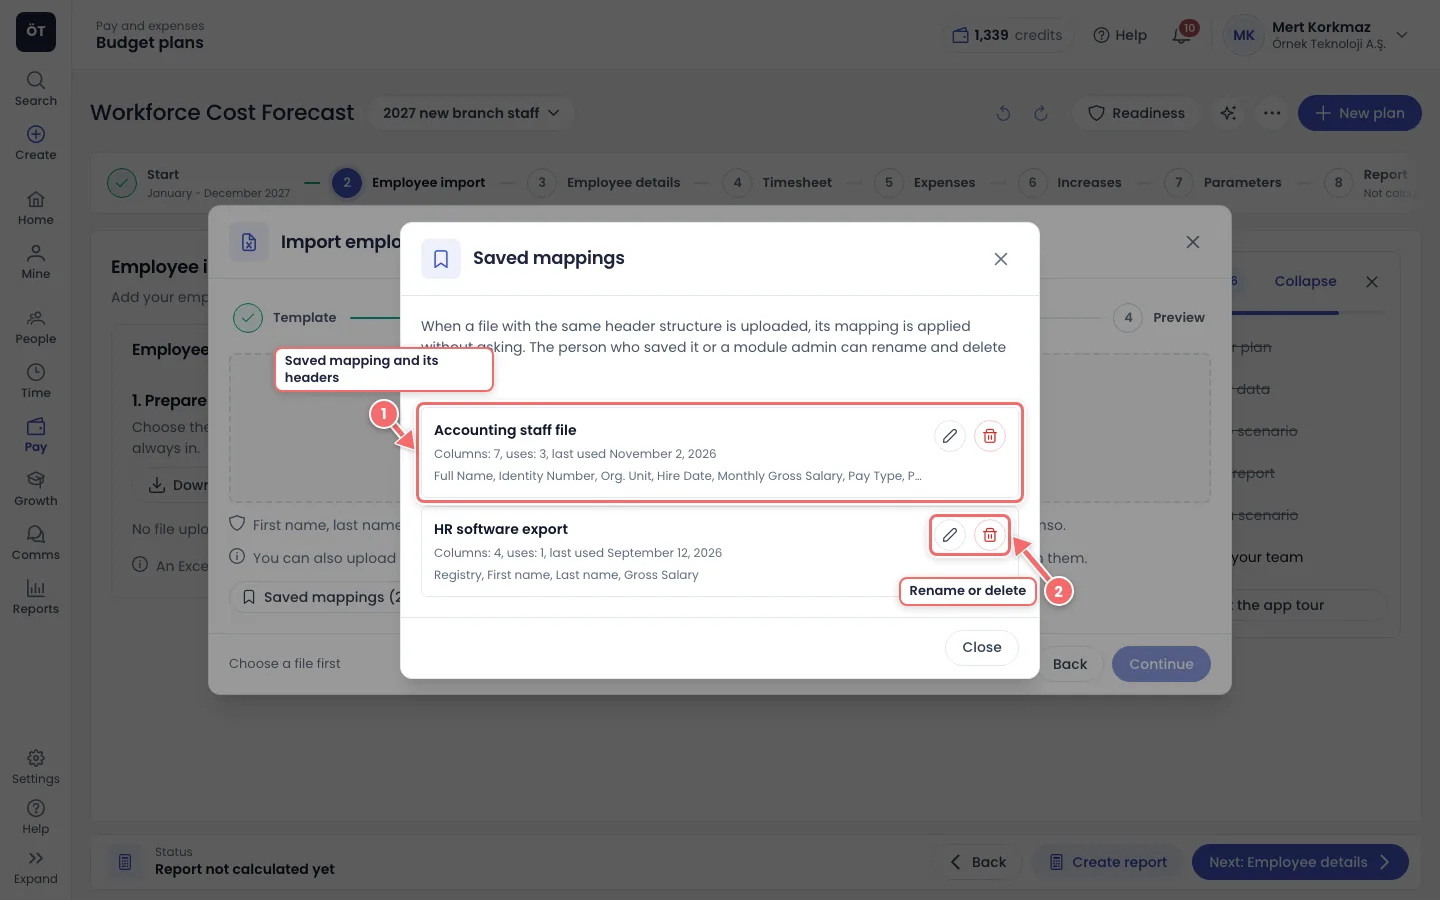 ÖT
Pay and expenses
Budget plans
1,339 credits
Help
10
MK
Mert Korkmaz
Örnek Teknoloji A.Ş.
Search
Create
Home
Mine
People
Time
Pay
Growth
Comms
Reports
Settings
Help
Expand
Workforce Cost Forecast
2027 new branch staff
Readiness
New plan
Start
January - December 2027
2
Employee import
3
Employee details
4
Timesheet
5
Expenses
6
Increases
7
Parameters
8
Report
Not calcu
Employee i
Add your emp
Employee
1. Prepare
Choose the
always in.
Down
No file uplo
An Exce
Import emplo
Template
4
Preview
First name, last name
nso.
You can also upload
them.
Saved mappings (2
Choose a file first
Back
Continue
6
Collapse
r plan
data
scenario
report
scenario
your team
t the app tour
Saved mappings
When a file with the same header structure is uploaded, its mapping is applied
without asking. The person who saved it or a module admin can rename and delete
Saved mapping and its
headers
1
Accounting staff file
Columns: 7, uses: 3, last used November 2, 2026
Full Name, Identity Number, Org. Unit, Hire Date, Monthly Gross Salary, Pay Type, P...
HR software export
Columns: 4, uses: 1, last used September 12, 2026
Registry, First name, Last name, Gross Salary
Rename or delete
2
Close
Status
Report not calculated yet
Back
Create report
Next: Employee details